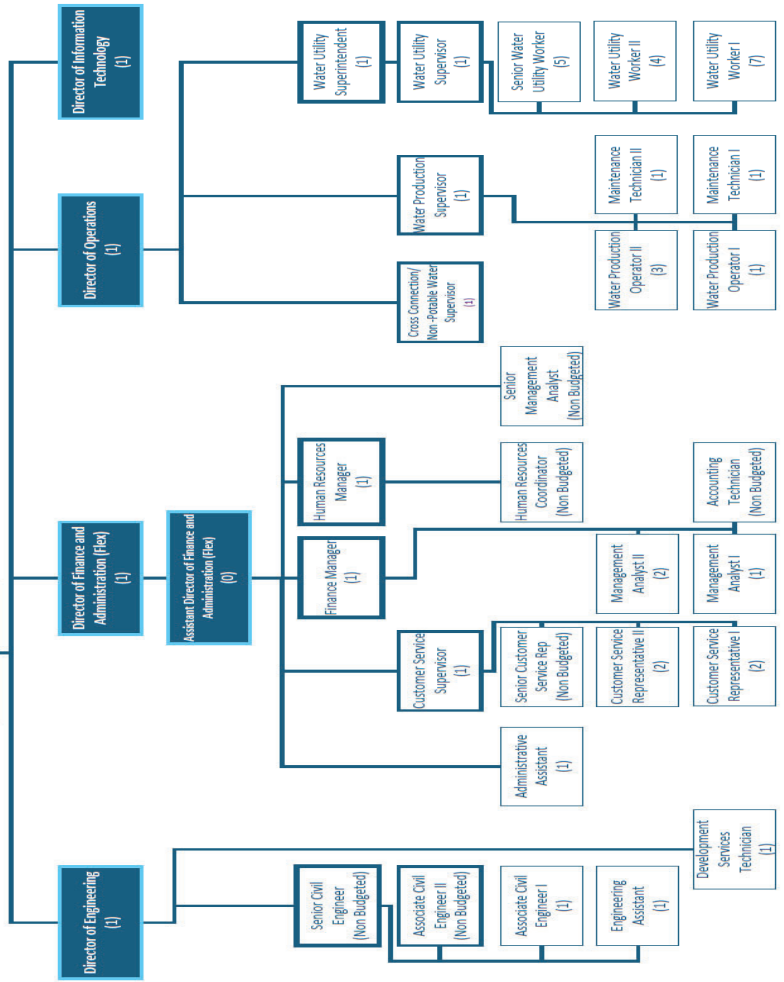 Director of Engineering
(1)
Director of Finance and
Administration (Flex)
(1)
Director of Operations
(1)
Director of Information
Technology
(1)
Assistant Director of Finance and
Administration (Flex)
(0)
Senior Civil
Engineer
(Non Budgeted)
Associate Civil
Engineer II
(Non Budgeted)
Associate Civil
Engineer I
(1)
Engineering
Assistant
(1)
Development
Services
Technician
(1)
Administrative
Assistant
(1)
Customer Service
Supervisor
(1)
Senior Customer
Service Rep
(Non Budgeted)
Customer Service
Representative II
(2)
Customer Service
Representative I
(2)
Finance Manager
(1)
Management
Analyst II
(2)
Management
Analyst I
(1)
Accounting
Technician
(Non Budgeted)
Human Resources
Manager
(1)
Human Resources
Coordinator
(Non Budgeted)
Senior
Management
Analyst
(Non Budgeted)
Cross Connection/
Non -Potable Water
Supervisor
(1)
Water Production
Supervisor
(1)
Water Production
Operator II
(3)
Maintenance
Technician II
(1)
Water Production
Operator I
(1)
Maintenance
Technician I
(1)
Water Utility
Superintendent
(1)
Water Utility
Supervisor
(1)
Senior Water
Utility Worker
(5)
Water Utility
Worker II
(4)
Water Utility
Worker I
(7)